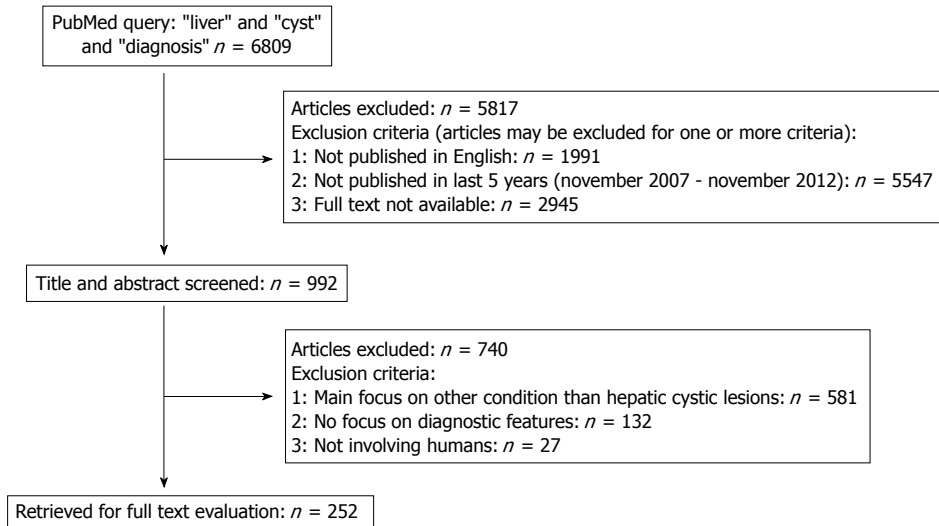 PubMed query: "liver" and "cyst"
and "diagnosis" n = 6809
Articles excluded: n = 5817
Exclusion criteria (articles may be excluded for one or more criteria):
1: Not published in English: n = 1991
2: Not published in last 5 years (november 2007 - november 2012): n = 5547
3: Full text not available: n = 2945
Title and abstract screened: n = 992
Articles excluded: n = 740
Exclusion criteria:
1: Main focus on other condition than hepatic cystic lesions: n = 581
2: No focus on diagnostic features: n = 132
3: Not involving humans: n = 27
Retrieved for full text evaluation: n = 252